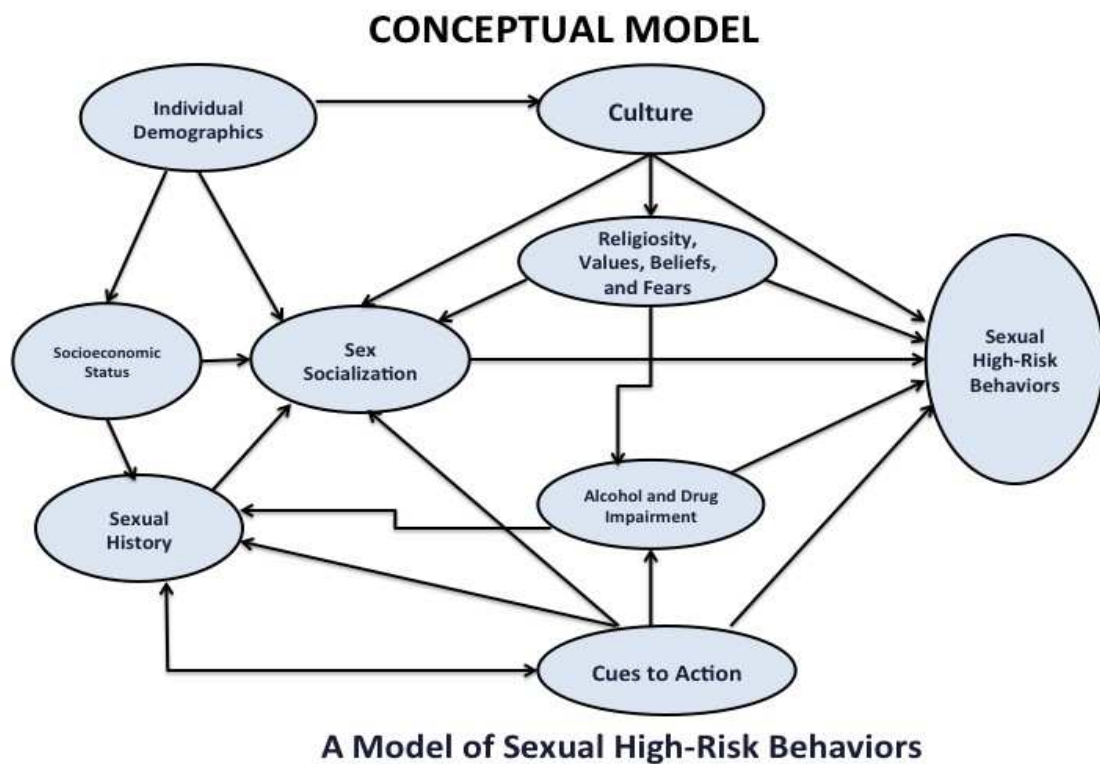 CONCEPTUAL MODEL
Individual
Demographics
Culture
Religiosity,
Values, Beliefs,
and Fears
Socioeconomic
Status
Sex
Socialization
Sexual
High-Risk
Behaviors
Sexual
History
Alcohol and Drug
Impairment
Cues to Action
A Model of Sexual High-Risk Behaviors